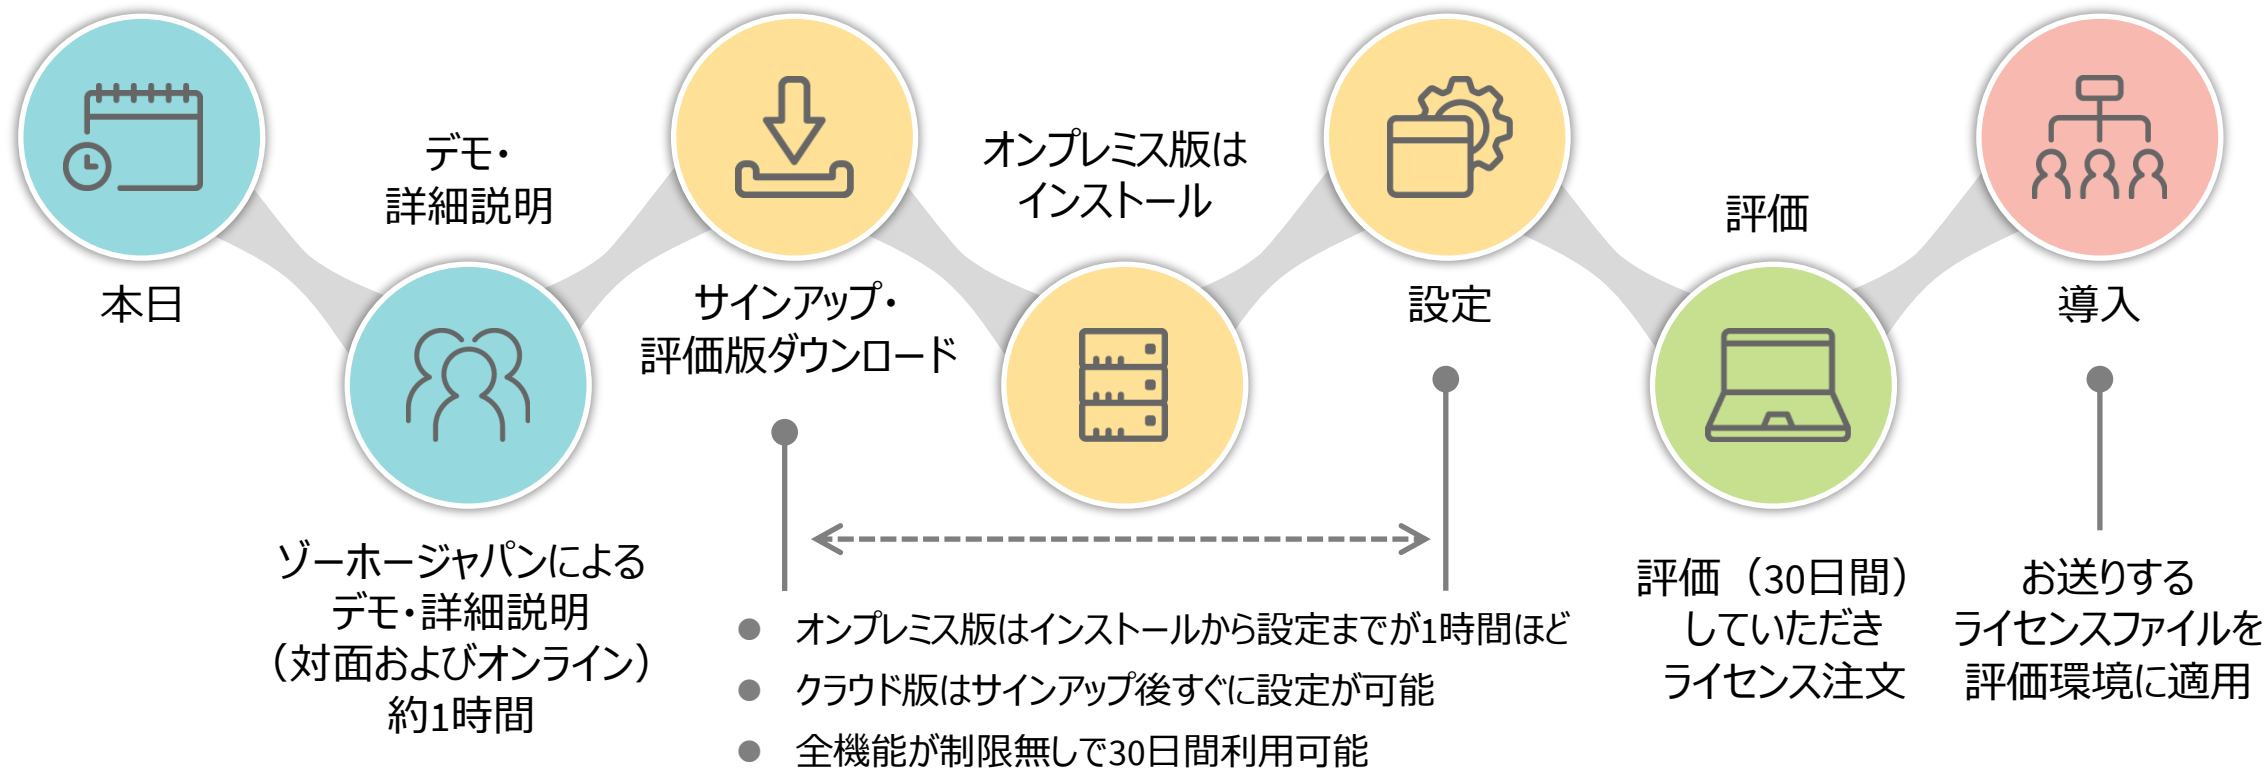 本日
デモ・
詳細説明
ゾーホージャパンによる
デモ・詳細説明
（対面およびオンライン）
約1時間
サインアップ・
評価版ダウンロード
オンプレミス版は
インストール
設定
オンプレミス版はインストールから設定までが1時間ほど
クラウド版はサインアップ後すぐに設定が可能
全機能が制限無しで30日間利用可能
評価
評価（30日間）
していただき
ライセンス注文
導入
お送りする
ライセンスファイルを
評価環境に適用